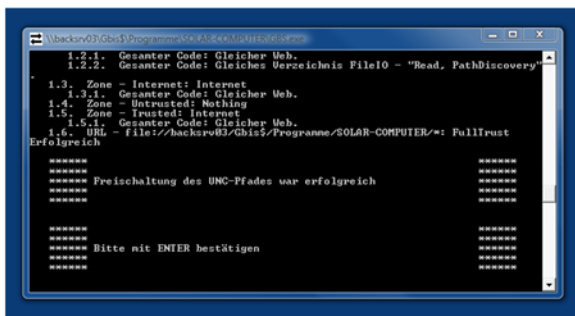 \\backsrv03\Gbis$\Programme\SOLAR-COMPUTER\GBIS.exe
1.2.1. Gesamter Code: Gleicher Web.
1.2.2. Gesamter Code: Gleiches Verzeichnis FileIO - "Read, PathDiscovery"
.
1.3. Zone - Internet: Internet
1.3.1. Gesamter Code: Gleicher Web.
1.4. Zone - Untrusted: Nothing
1.5. Zone - Trusted: Internet
1.5.1. Gesamter Code: Gleicher Web.
1.6. URL - file://backsrv03/Gbis$/Programme/SOLAR-COMPUTER/*: FullTrust
Erfolgreich
****** ******
****** ******
****** Freischaltung des UNC-Pfades war erfolgreich ******
****** ******
****** ******
****** ******
****** ******
****** Bitte mit ENTER bestätigen ******
****** ******
****** ******